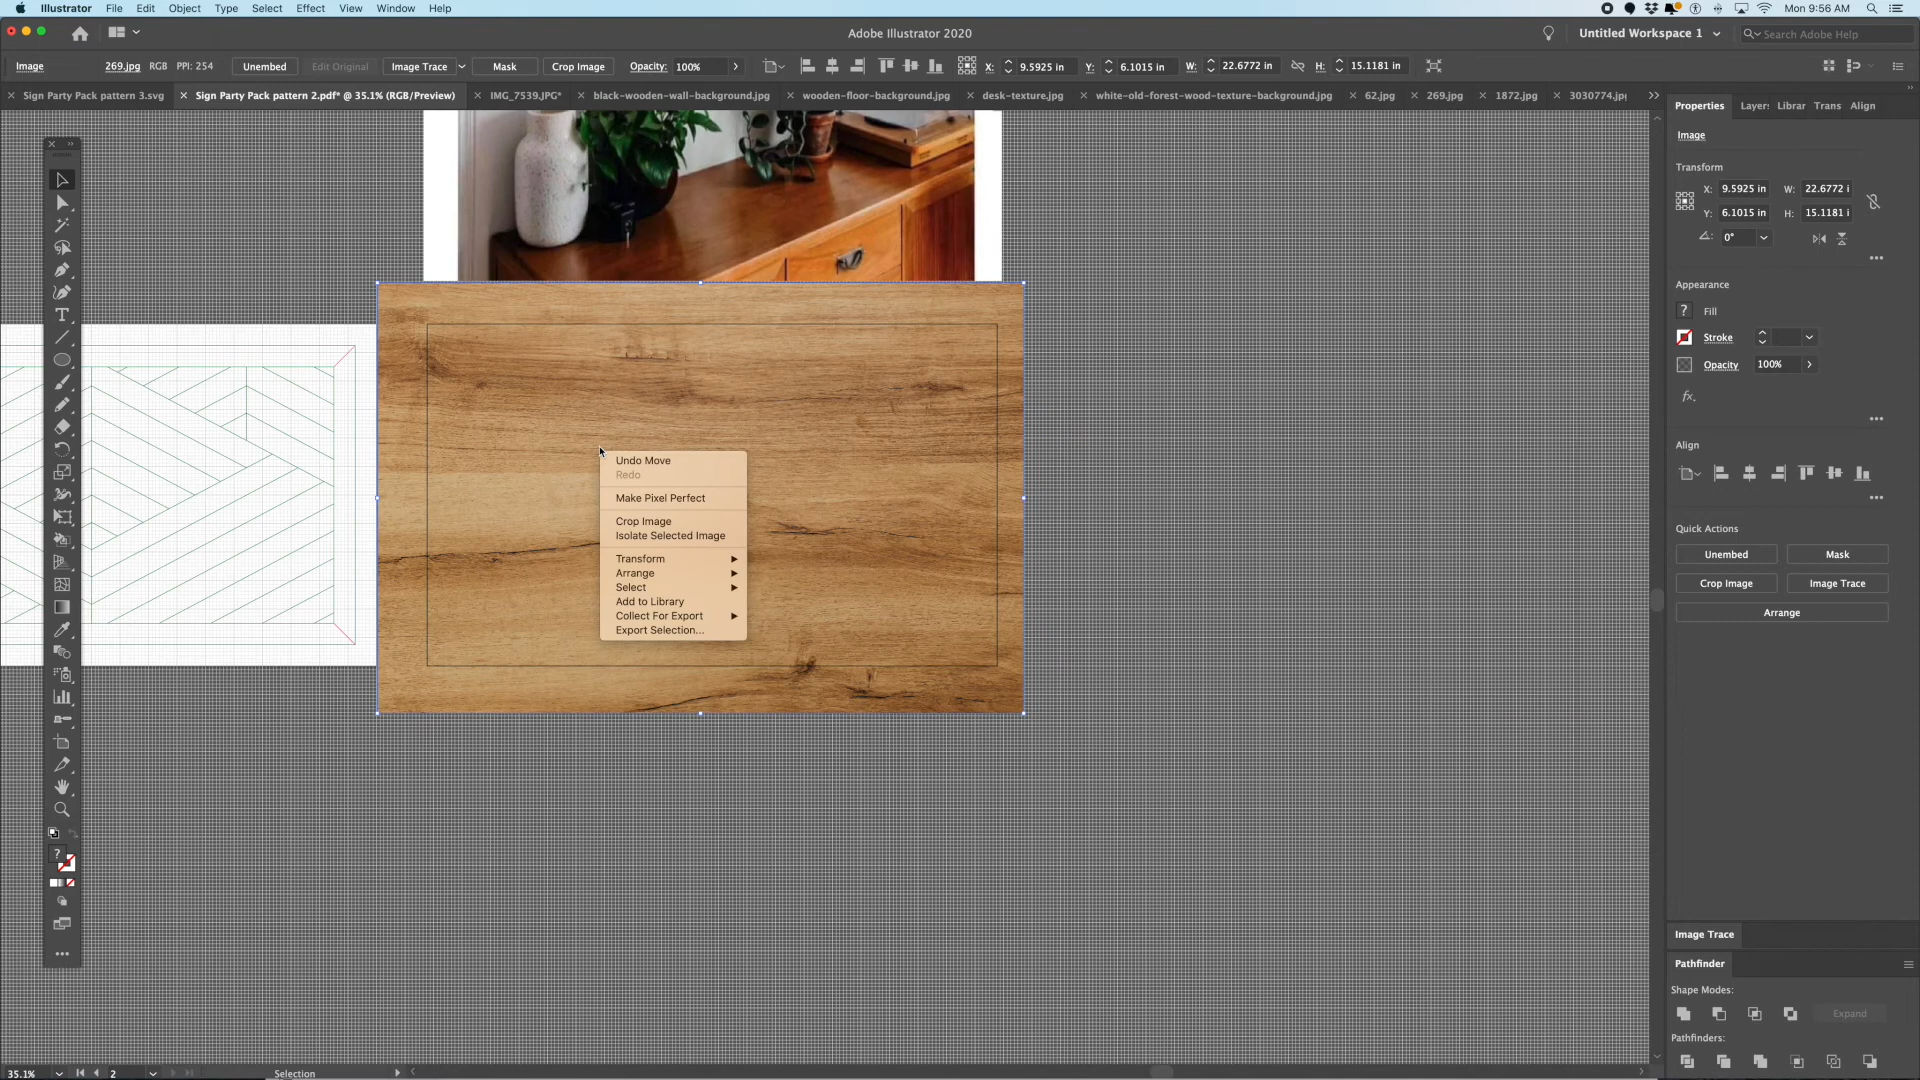 Illustrator File Edit Object Type Select Effect View Window Help
Mon 9:56 AM
Adobe Illustrator 2020
Untitled Workspace 1
Search Adobe Help
Image 269.jpg RGB PPI: 254 Unembed Edit Original Image Trace Mask Crop Image Opacity: 100% X: 9.5925 in Y: 6.1015 in W: 22.6772 in H: 15.1181 in
Sign Party Pack pattern 3.svg
Sign Party Pack pattern 2.pdf* @ 35.1% (RGB/Preview)
IMG_7539.JPG*
black-wooden-wall-background.jpg
wooden-floor-background.jpg
desk-texture.jpg
white-old-forest-wood-texture-background.jpg
62.jpg
269.jpg
1872.jpg
3030774.jpg
Properties Layer: Librar Trans Align
Image
Transform
X: 9.5925 in W: 22.6772 i
Y: 6.1015 in H: 15.1181 i
0°
Appearance
? Fill
Stroke
Opacity 100%
fx.
Align
Quick Actions
Unembed Mask
Crop Image Image Trace
Arrange
Undo Move
Redo
Make Pixel Perfect
Crop Image
Isolate Selected Image
Transform
Arrange
Select
Add to Library
Collect For Export
Export Selection...
Image Trace
Pathfinder
Shape Modes:
Expand
Pathfinders:
35.1% 2 Selection